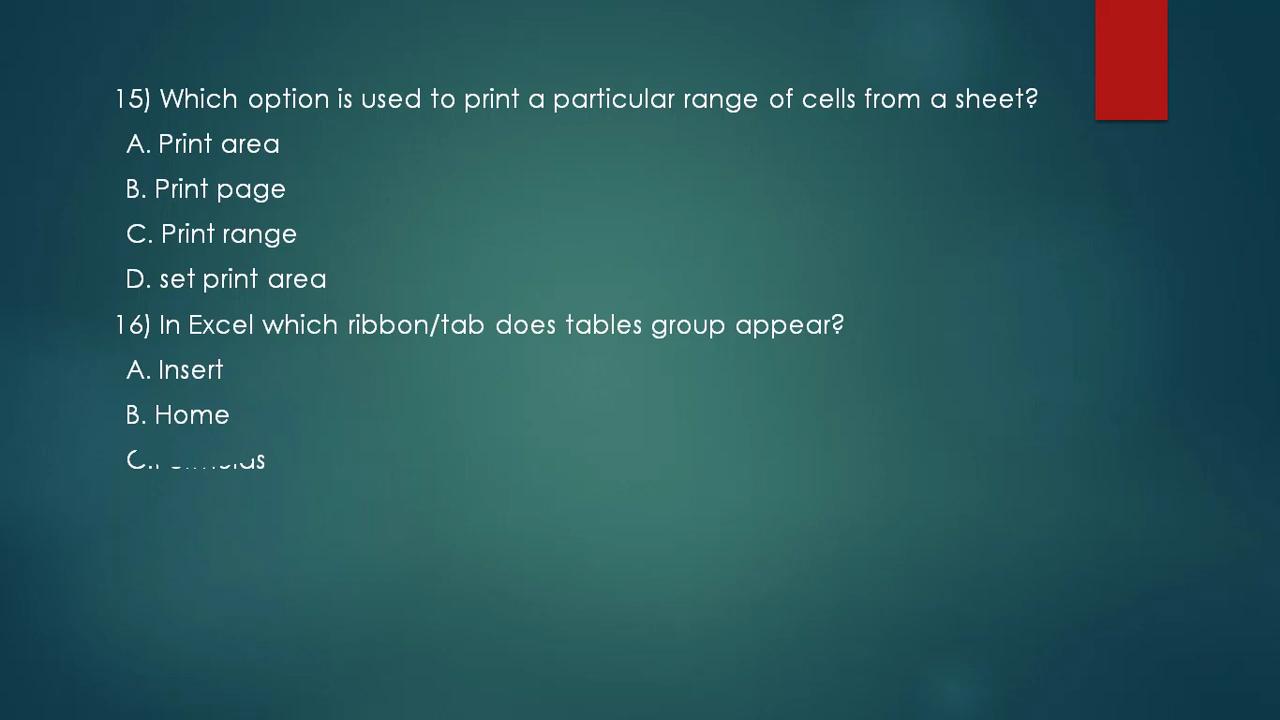 15) Which option is used to print a particular range of cells from a sheet?
A. Print area
B. Print page
C. Print range
D. set print area
16) In Excel which ribbon/tab does tables group appear?
A. Insert
B. Home
C.